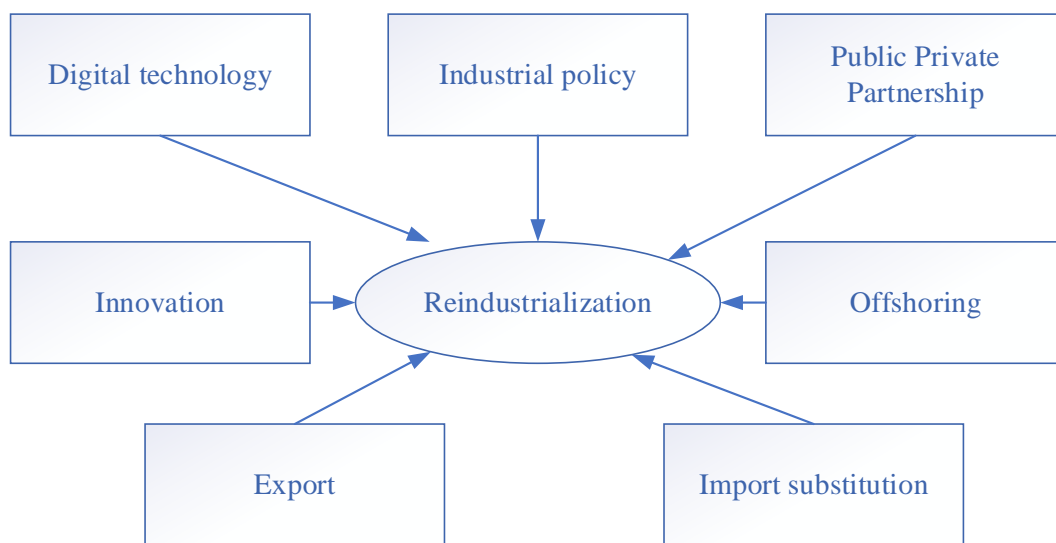 Digital technology
Industrial policy
Public Private
Partnership
Innovation
Reindustrialization
Offshoring
Export
Import substitution